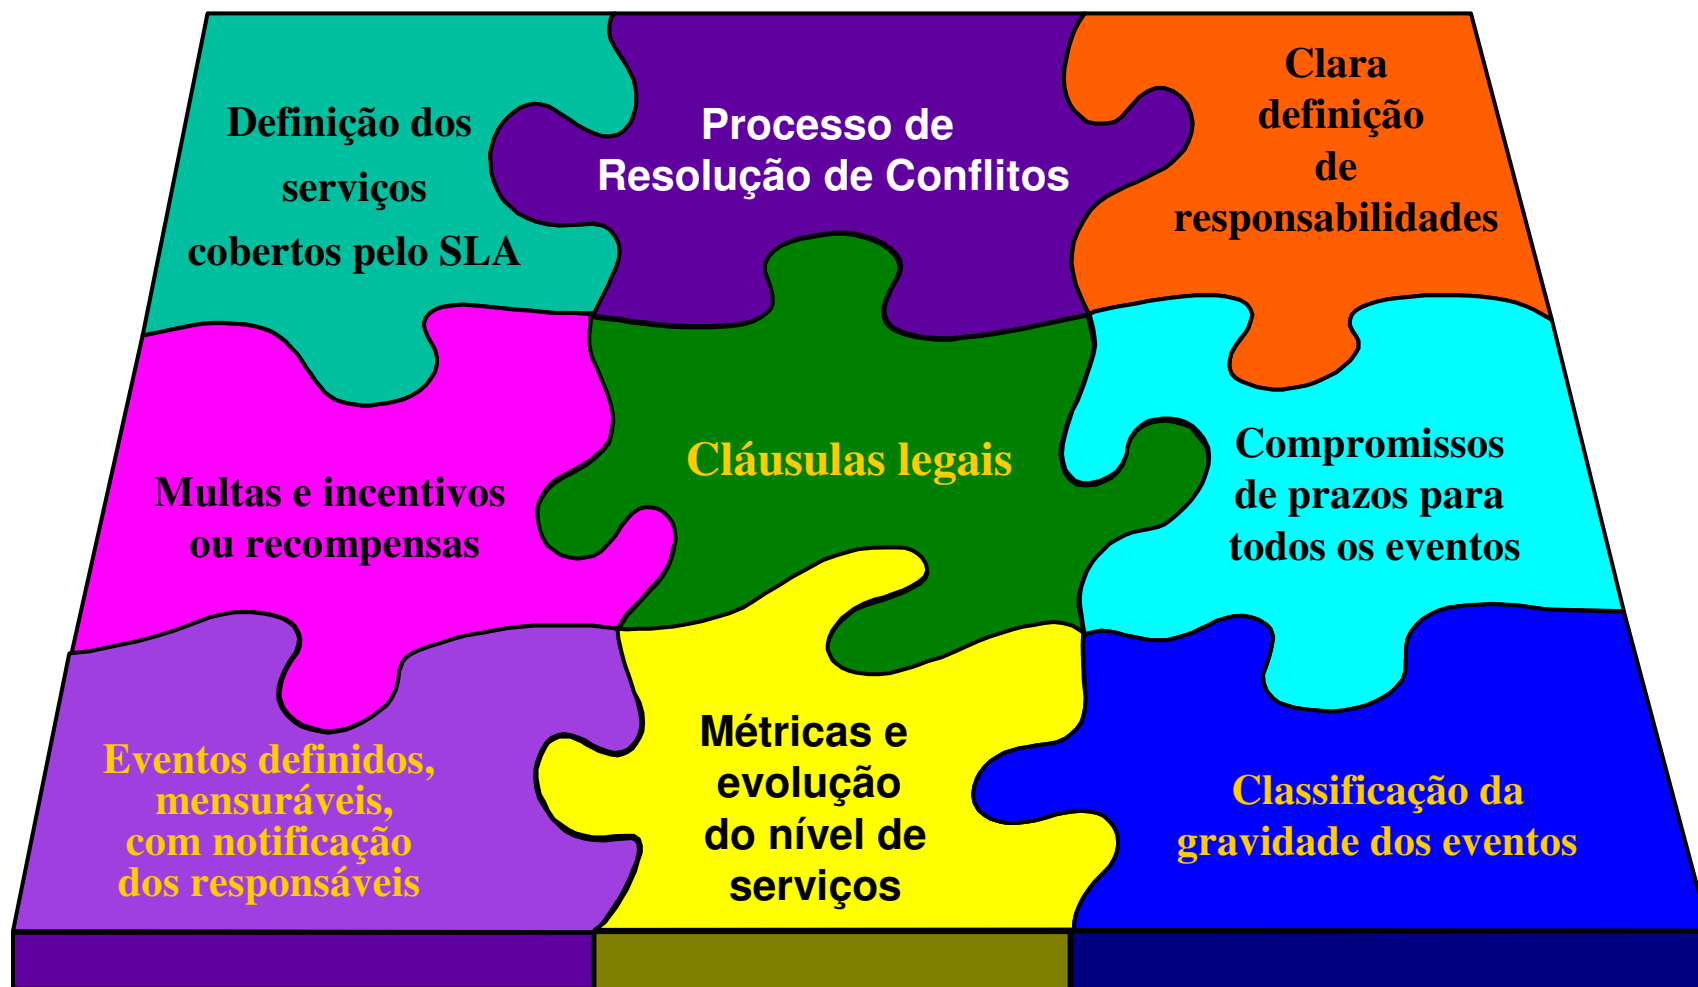 Definição dos
serviços
cobertos pelo SLA
Processo de
Resolução de Conflitos
Clara
definição
de
responsabilidades
Multas e incentivos
ou recompensas
Cláusulas legais
Compromissos
de prazos para
todos os eventos
Eventos definidos,
mensuráveis,
com notificação
dos responsáveis
Métricas e
evolução
do nível de
serviços
Classificação da
gravidade dos eventos